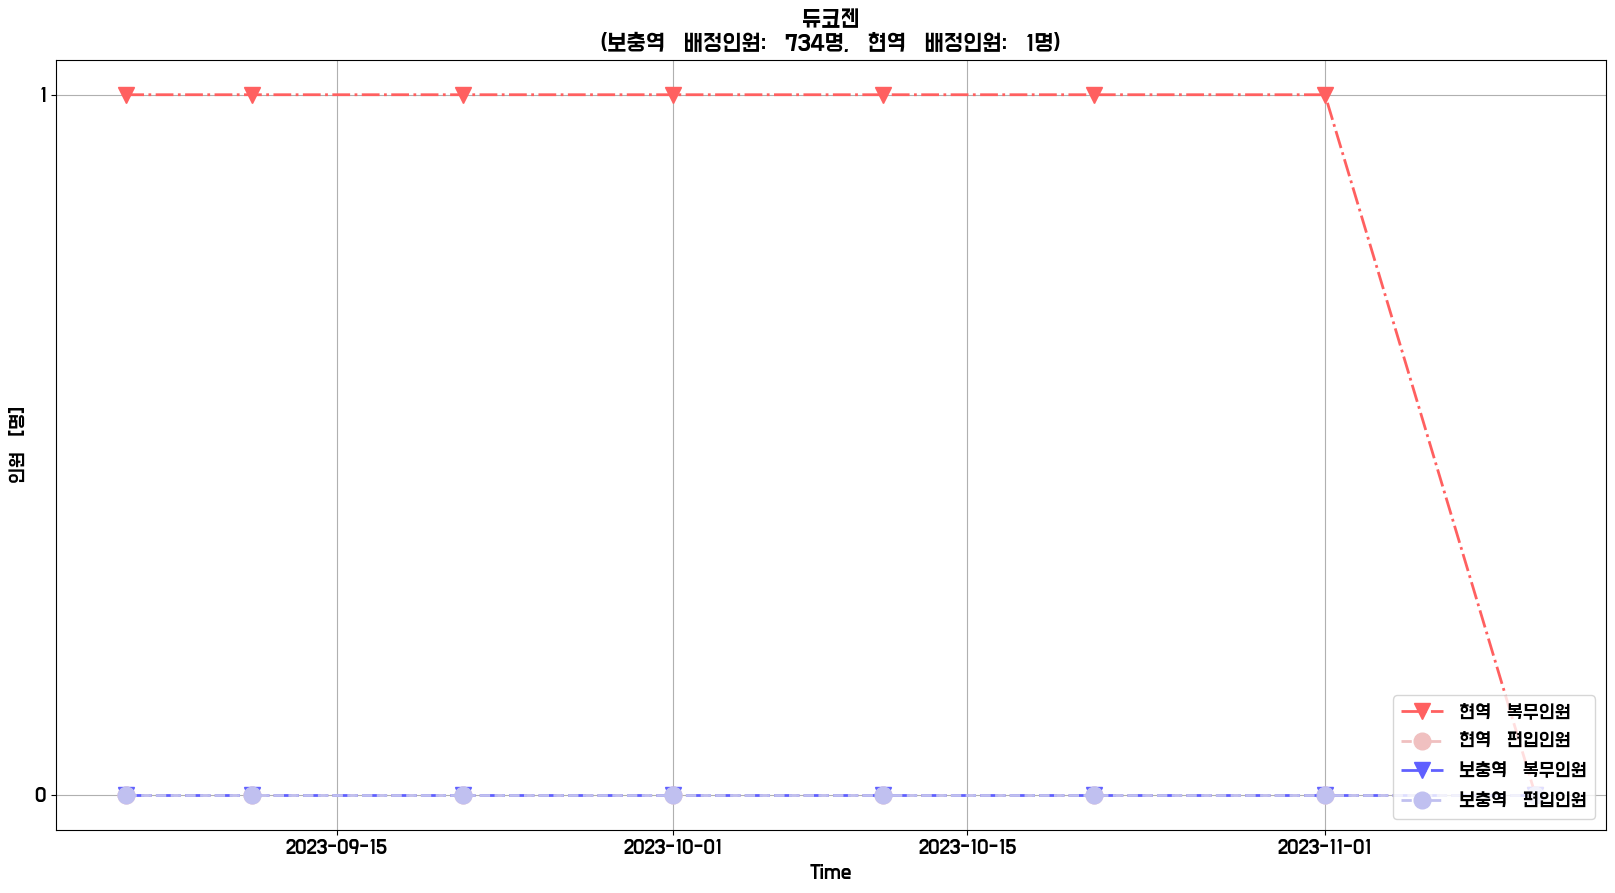 듀코젠
(보충역 배정인원: 734명, 현역 배정인원: 1명)
1
0
인원 [명]
2023-09-15
2023-10-01
2023-10-15
2023-11-01
Time
현역 복무인원
현역 편입인원
보충역 복무인원
보충역 편입인원